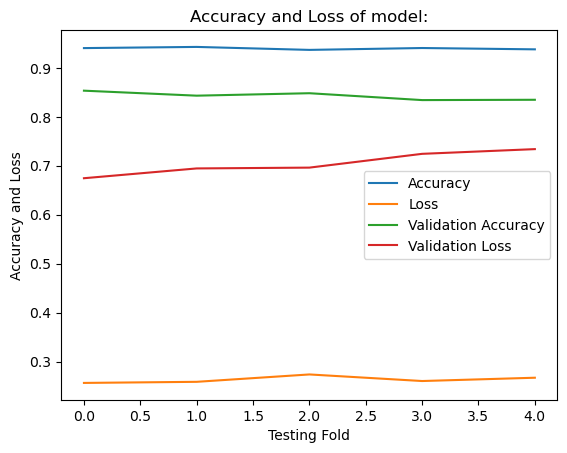 Accuracy and Loss of model:
0.9
0.8
0.7
0.6
0.5
0.4
0.3
Accuracy and Loss
Accuracy
Loss
Validation Accuracy
Validation Loss
0.0 0.5 1.0 1.5 2.0 2.5 3.0 3.5 4.0
Testing Fold